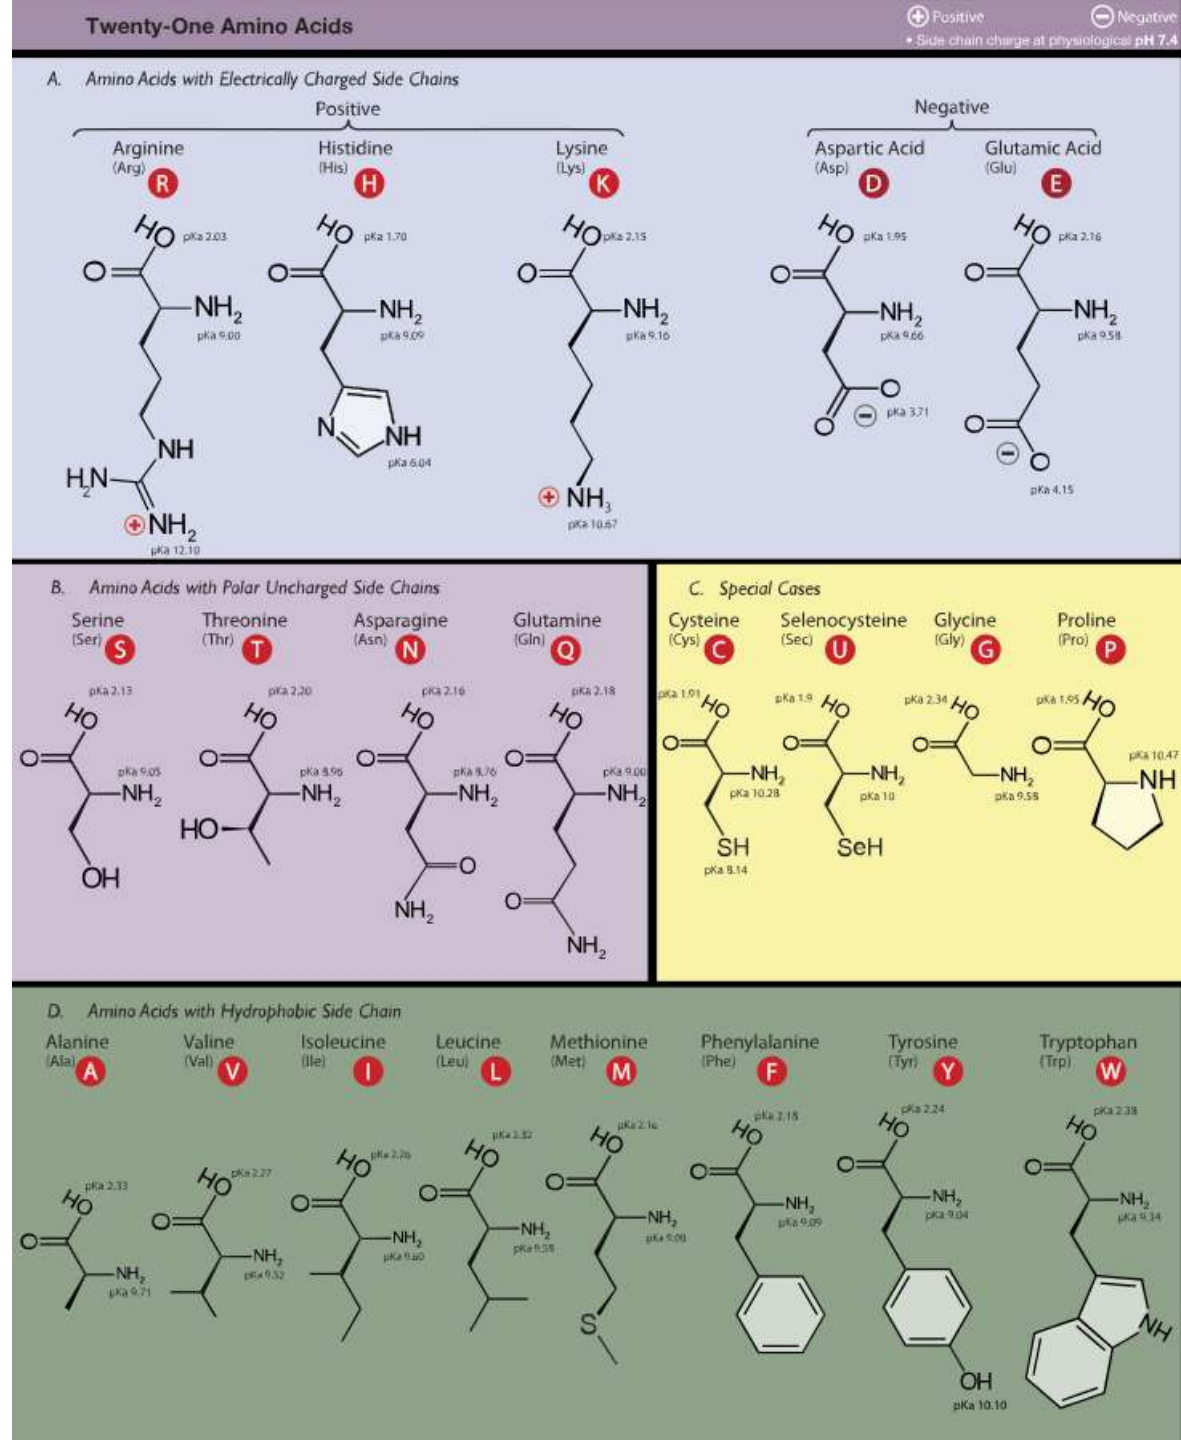 Twenty-One Amino Acids
⊕ Positive ⊖ Negative
• Side chain charge at physiological pH 7.4
A. Amino Acids with Electrically Charged Side Chains
Positive Negative
Arginine Histidine Lysine Aspartic Acid Glutamic Acid
(Arg) (His) (Lys) (Asp) (Glu)
R H K D E
HO pKa 2.03 HO pKa 1.70 HO pKa 2.15 HO pKa 1.95 HO pKa 2.16
O O O O O
NH2 NH2 NH2 NH2 NH2
pKa 9.00 pKa 9.09 pKa 9.16 pKa 9.66 pKa 9.58
O
pKa 3.71
NH N NH O ⊖ O
pKa 6.04 ⊖ O
H2N ⊕ NH3 pKa 4.15
⊕ NH2 pKa 10.67
pKa 12.10
B. Amino Acids with Polar Uncharged Side Chains
Serine Threonine Asparagine Glutamine
(Ser) (Thr) (Asn) (Gln)
S T N Q
pKa 2.13 pKa 2.20 pKa 2.16 pKa 2.18
HO HO HO HO
O O O O
pKa 9.05 pKa 8.96 pKa 8.76 pKa 9.00
NH2 NH2 NH2 NH2
HO
OH O
NH2 O
NH2
C. Special Cases
Cysteine Selenocysteine Glycine Proline
(Cys) (Sec) (Gly) (Pro)
C U G P
pKa 1.91 HO pKa 1.9 HO pKa 2.34 HO pKa 1.95 HO
O O O O
pKa 10.47
NH2 NH2 NH2 NH
pKa 10.28 pKa 10 pKa 9.58
SH SeH
pKa 8.14
D. Amino Acids with Hydrophobic Side Chain
Alanine Valine Isoleucine Leucine Methionine Phenylalanine Tyrosine Tryptophan
(Ala) (Val) (Ile) (Leu) (Met) (Phe) (Tyr) (Trp)
A V I L M F Y W
pKa 2.33 pKa 2.27 pKa 2.26 pKa 2.32 pKa 2.16 pKa 2.18 pKa 2.24 pKa 2.38
HO HO HO HO HO HO HO HO
O O O O O O O O
NH2 NH2 NH2 NH2 NH2 NH2 NH2 NH2
pKa 9.71 pKa 9.52 pKa 9.60 pKa 9.58 pKa 9.08 pKa 9.09 pKa 9.04 pKa 9.34
S NH
OH
pKa 10.10